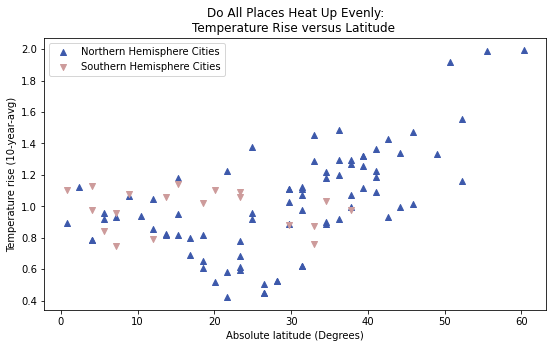 Do All Places Heat Up Evenly:
Temperature Rise versus Latitude
Northern Hemisphere Cities
Southern Hemisphere Cities
Temperature rise (10-year-avg)
2.0
1.8
1.6
1.4
1.2
1.0
0.8
0.6
0.4
0 10 20 30 40 50 60
Absolute latitude (Degrees)